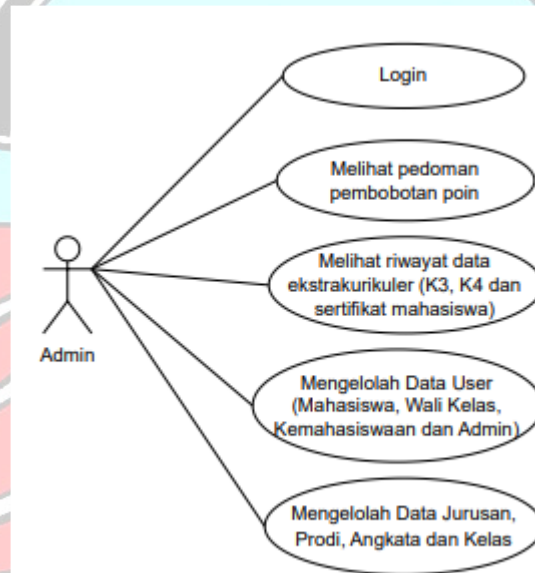 Login
Melihat pedoman
pembobotan poin
Melihat riwayat data
ekstrakurikuler (K3, K4 dan
sertifikat mahasiswa)
Admin
Mengelolah Data User
(Mahasiswa, Wali Kelas,
Kemahasiswaan dan Admin)
Mengelolah Data Jurusan,
Prodi, Angkata dan Kelas